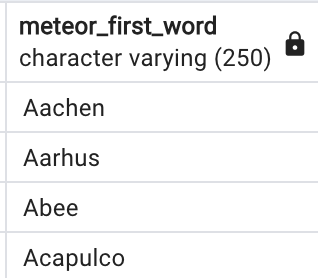 meteor_first_word
character varying (250)
Aachen
Aarhus
Abee
Acapulco